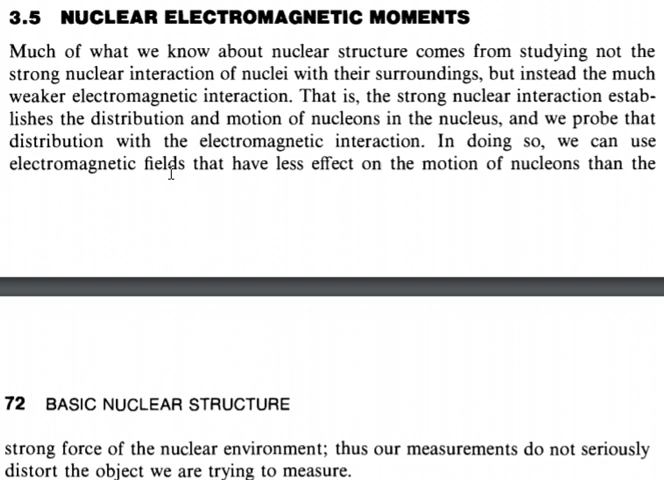 3.5 NUCLEAR ELECTROMAGNETIC MOMENTS
Much of what we know about nuclear structure comes from studying not the
strong nuclear interaction of nuclei with their surroundings, but instead the much
weaker electromagnetic interaction. That is, the strong nuclear interaction estab-
lishes the distribution and motion of nucleons in the nucleus, and we probe that
distribution with the electromagnetic interaction. In doing so, we can use
electromagnetic fields that have less effect on the motion of nucleons than the
72 BASIC NUCLEAR STRUCTURE
strong force of the nuclear environment; thus our measurements do not seriously
distort the object we are trying to measure.